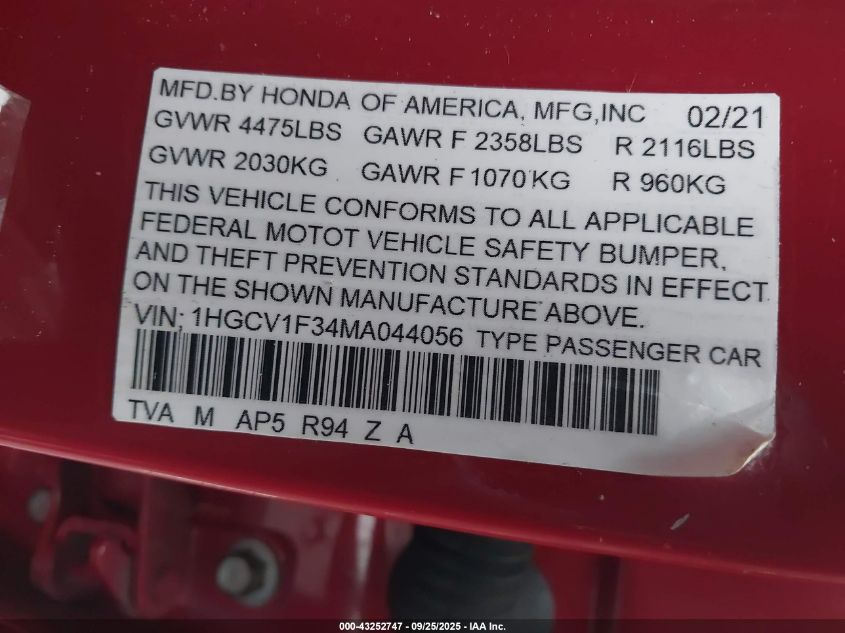 MFD.BY HONDA OF AMERICA, MFG,INC 02/21
GVWR 4475LBS GAWR F 2358LBS R 2116LBS
GVWR 2030KG GAWR F 1070 KG R 960KG
THIS VEHICLE CONFORMS TO ALL APPLICABLE
FEDERAL MOTOT VEHICLE SAFETY BUMPER,
AND THEFT PREVENTION STANDARDS IN EFFECT
ON THE SHOWN MANUFACTURE ABOVE.
VIN; 1HGCV1F34MA044056 TYPE PASSENGER CAR
TVA M AP5 R94 Z A
000-43252747 - 09/25/2025 - IAA Inc.